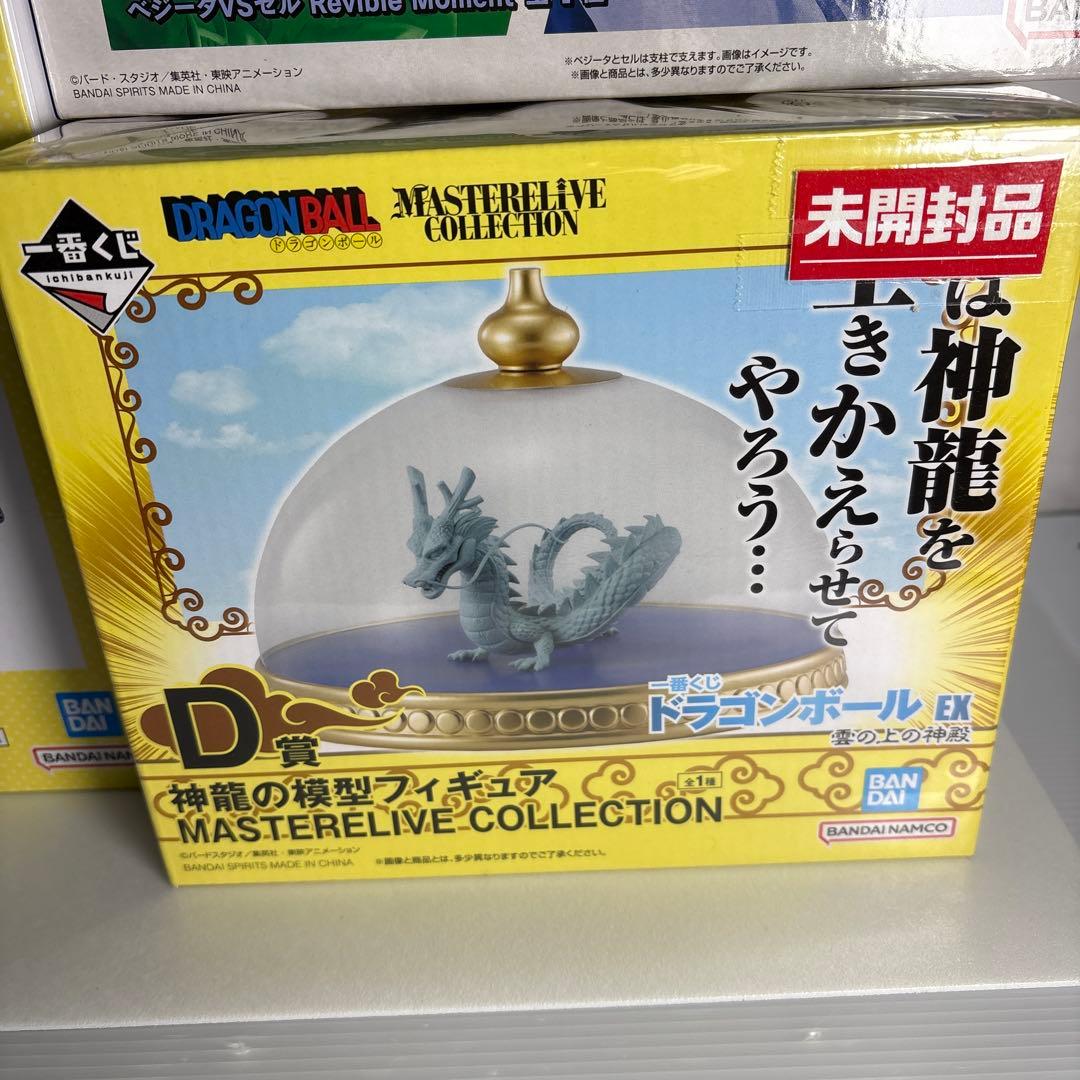 ベジータVSセル Revible Moment
©バード・スタジオ/集英社・東映アニメーション
BANDAI SPIRITS MADE IN CHINA
※ベジータとセルは支柱で支えます。画像はイメージです。
※画像と商品とは、多少異なりますのでご了承ください。
BAN
一番くじ
ichibankuji
DRAGONBALL
ドラゴンボール
MASTERELIVE
COLLECTION
未開封品
は神龍を
生きかえらせて
やろう…
D賞
一番くじ
ドラゴンボール EX
雲の上の神殿
神龍の模型フィギュア
全1種
MASTERELIVE COLLECTION
BAN
DAI
BANDAI NAMCO
©バードスタジオ/集英社・東映アニメーション
BANDAI SPIRITS MADE IN CHINA
※画像と商品とは、多少異なりますのでご了承ください。
BAN
DAI
BANDAI NAM